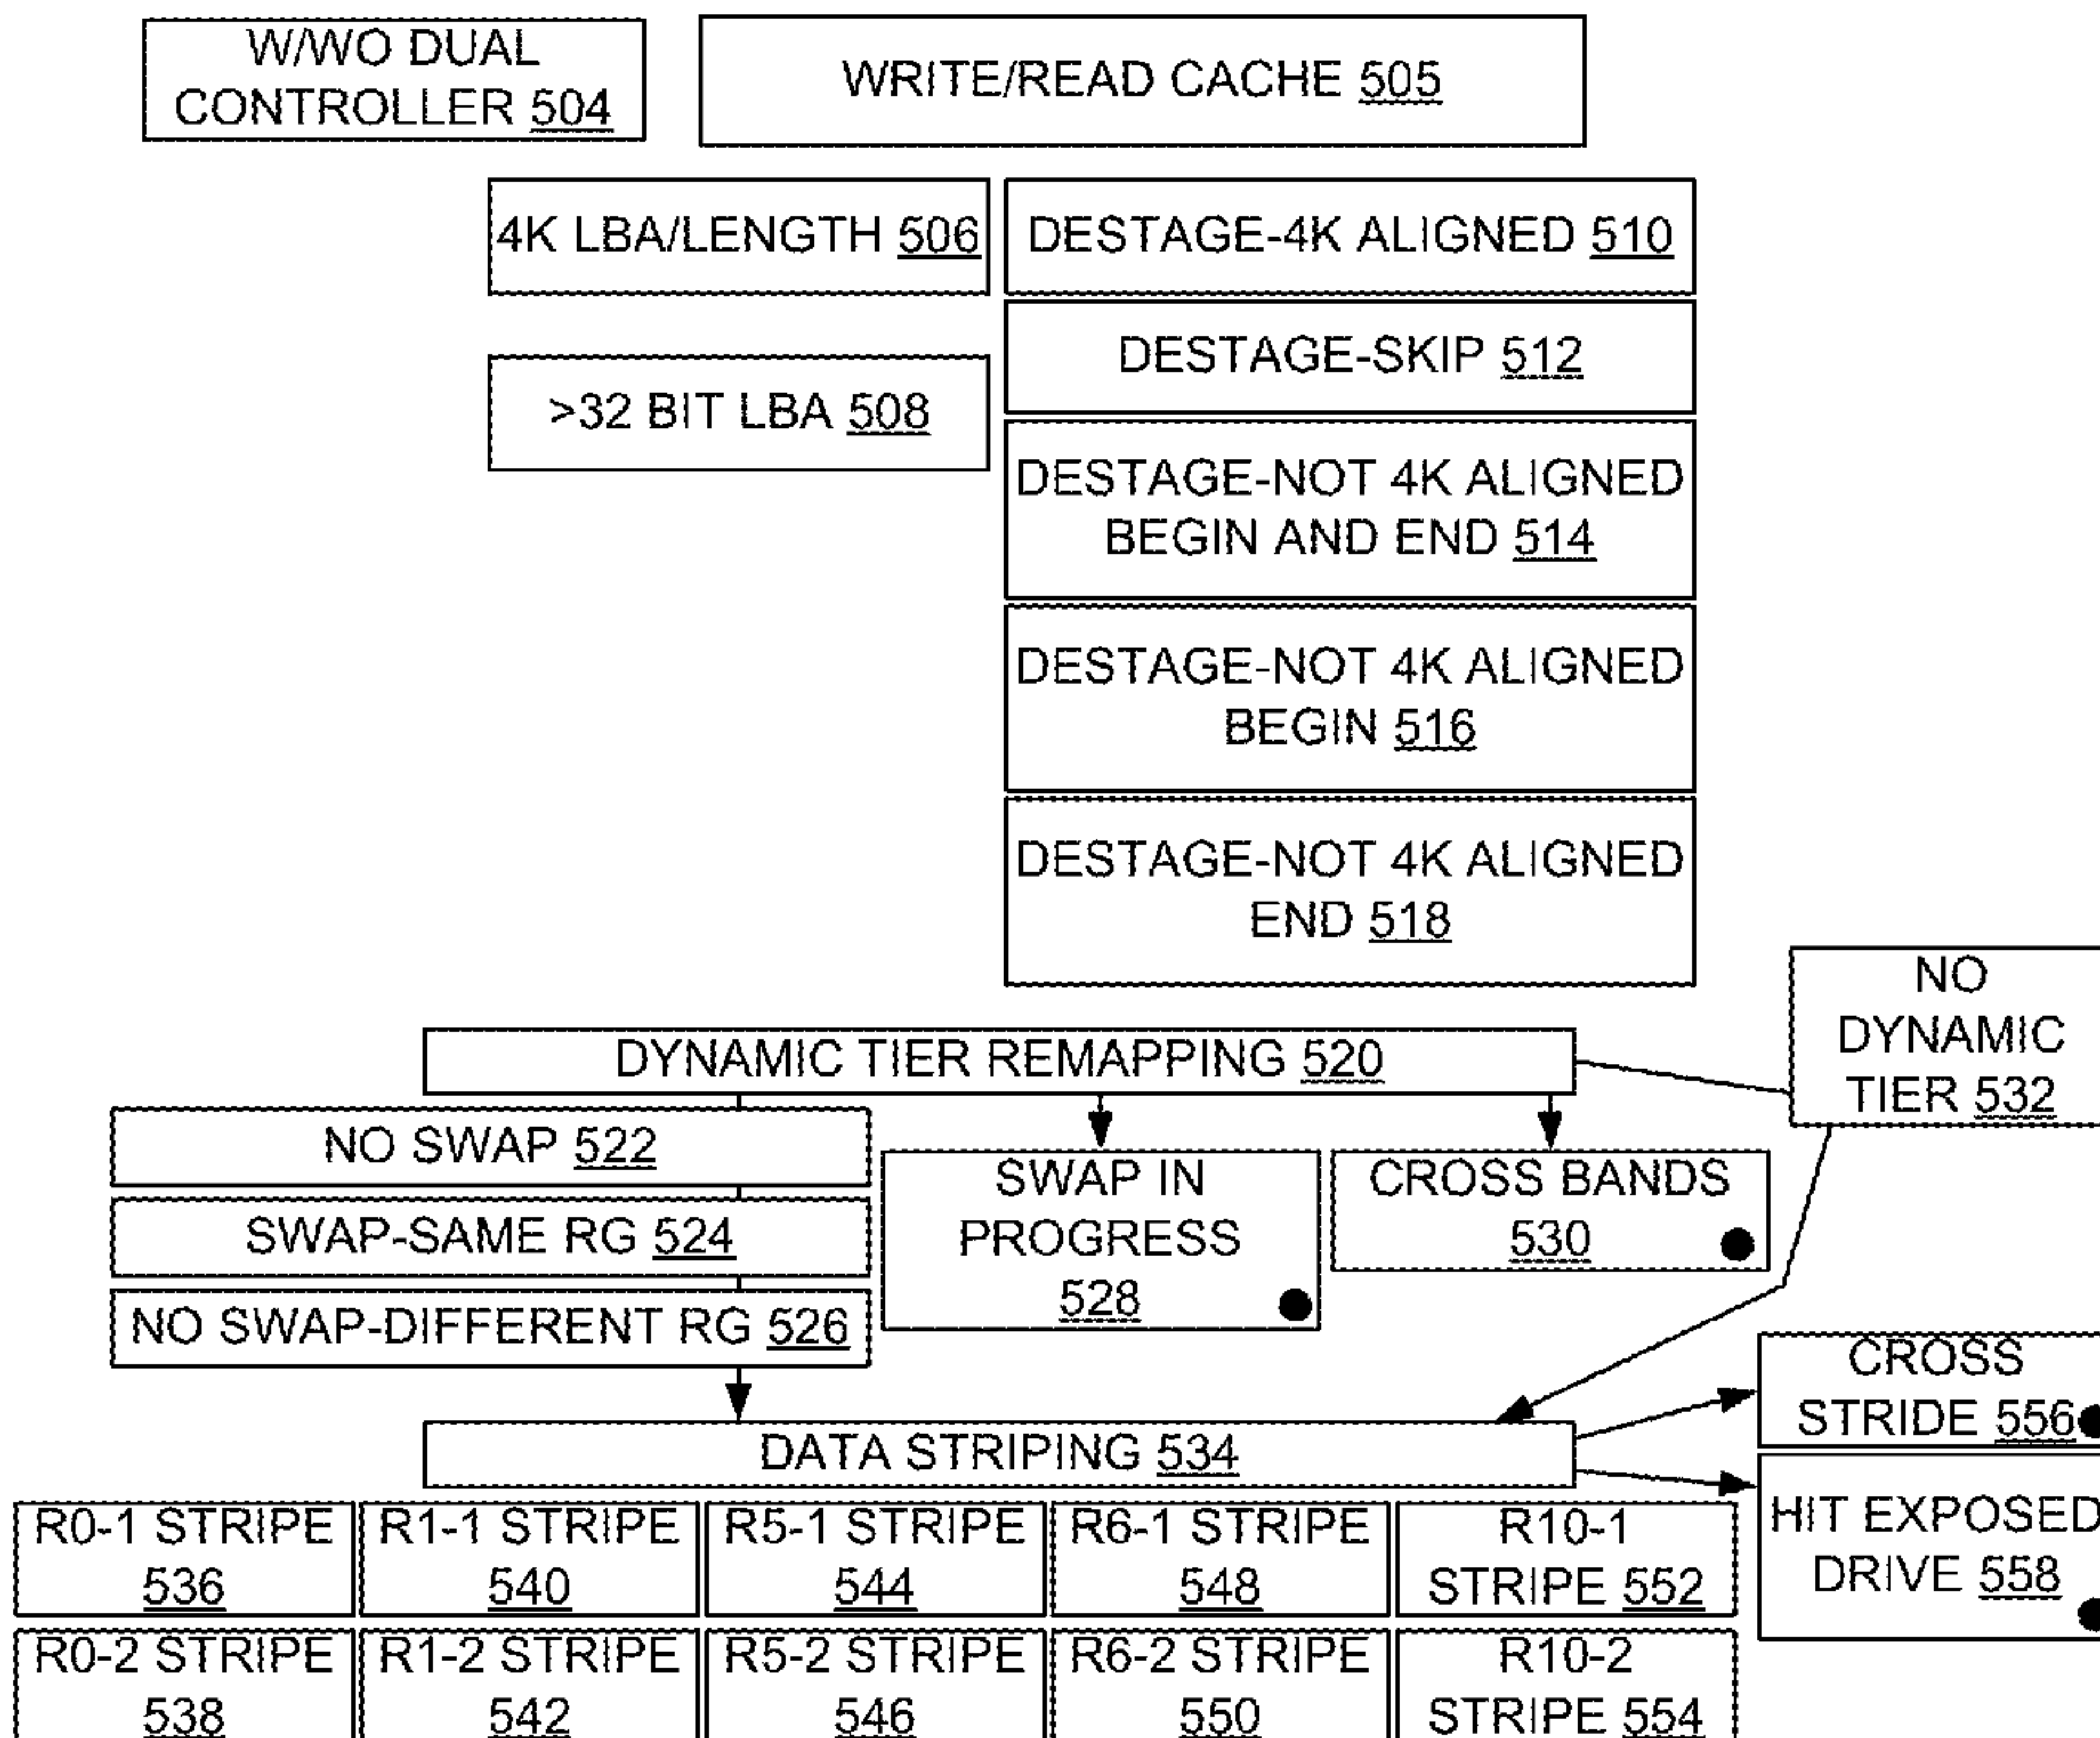 W/WO DUAL
CONTROLLER 504
WRITE/READ CACHE 505
4K LBA/LENGTH 506
DESTAGE-4K ALIGNED 510
DESTAGE-SKIP 512
>32 BIT LBA 508
DESTAGE-NOT 4K ALIGNED
BEGIN AND END 514
DESTAGE-NOT 4K ALIGNED
BEGIN 516
DESTAGE-NOT 4K ALIGNED
END 518
NO
DYNAMIC
TIER 532
DYNAMIC TIER REMAPPING 520
NO SWAP 522
SWAP-SAME RG 524
NO SWAP-DIFFERENT RG 526
SWAP IN
PROGRESS
528
CROSS BANDS
530
CROSS
STRIDE 556
DATA STRIPING 534
HIT EXPOSED
DRIVE 558
R0-1 STRIPE
536
R1-1 STRIPE
540
R5-1 STRIPE
544
R6-1 STRIPE
548
R10-1
STRIPE 552
R0-2 STRIPE
538
R1-2 STRIPE
542
R5-2 STRIPE
546
R6-2 STRIPE
550
R10-2
STRIPE 554